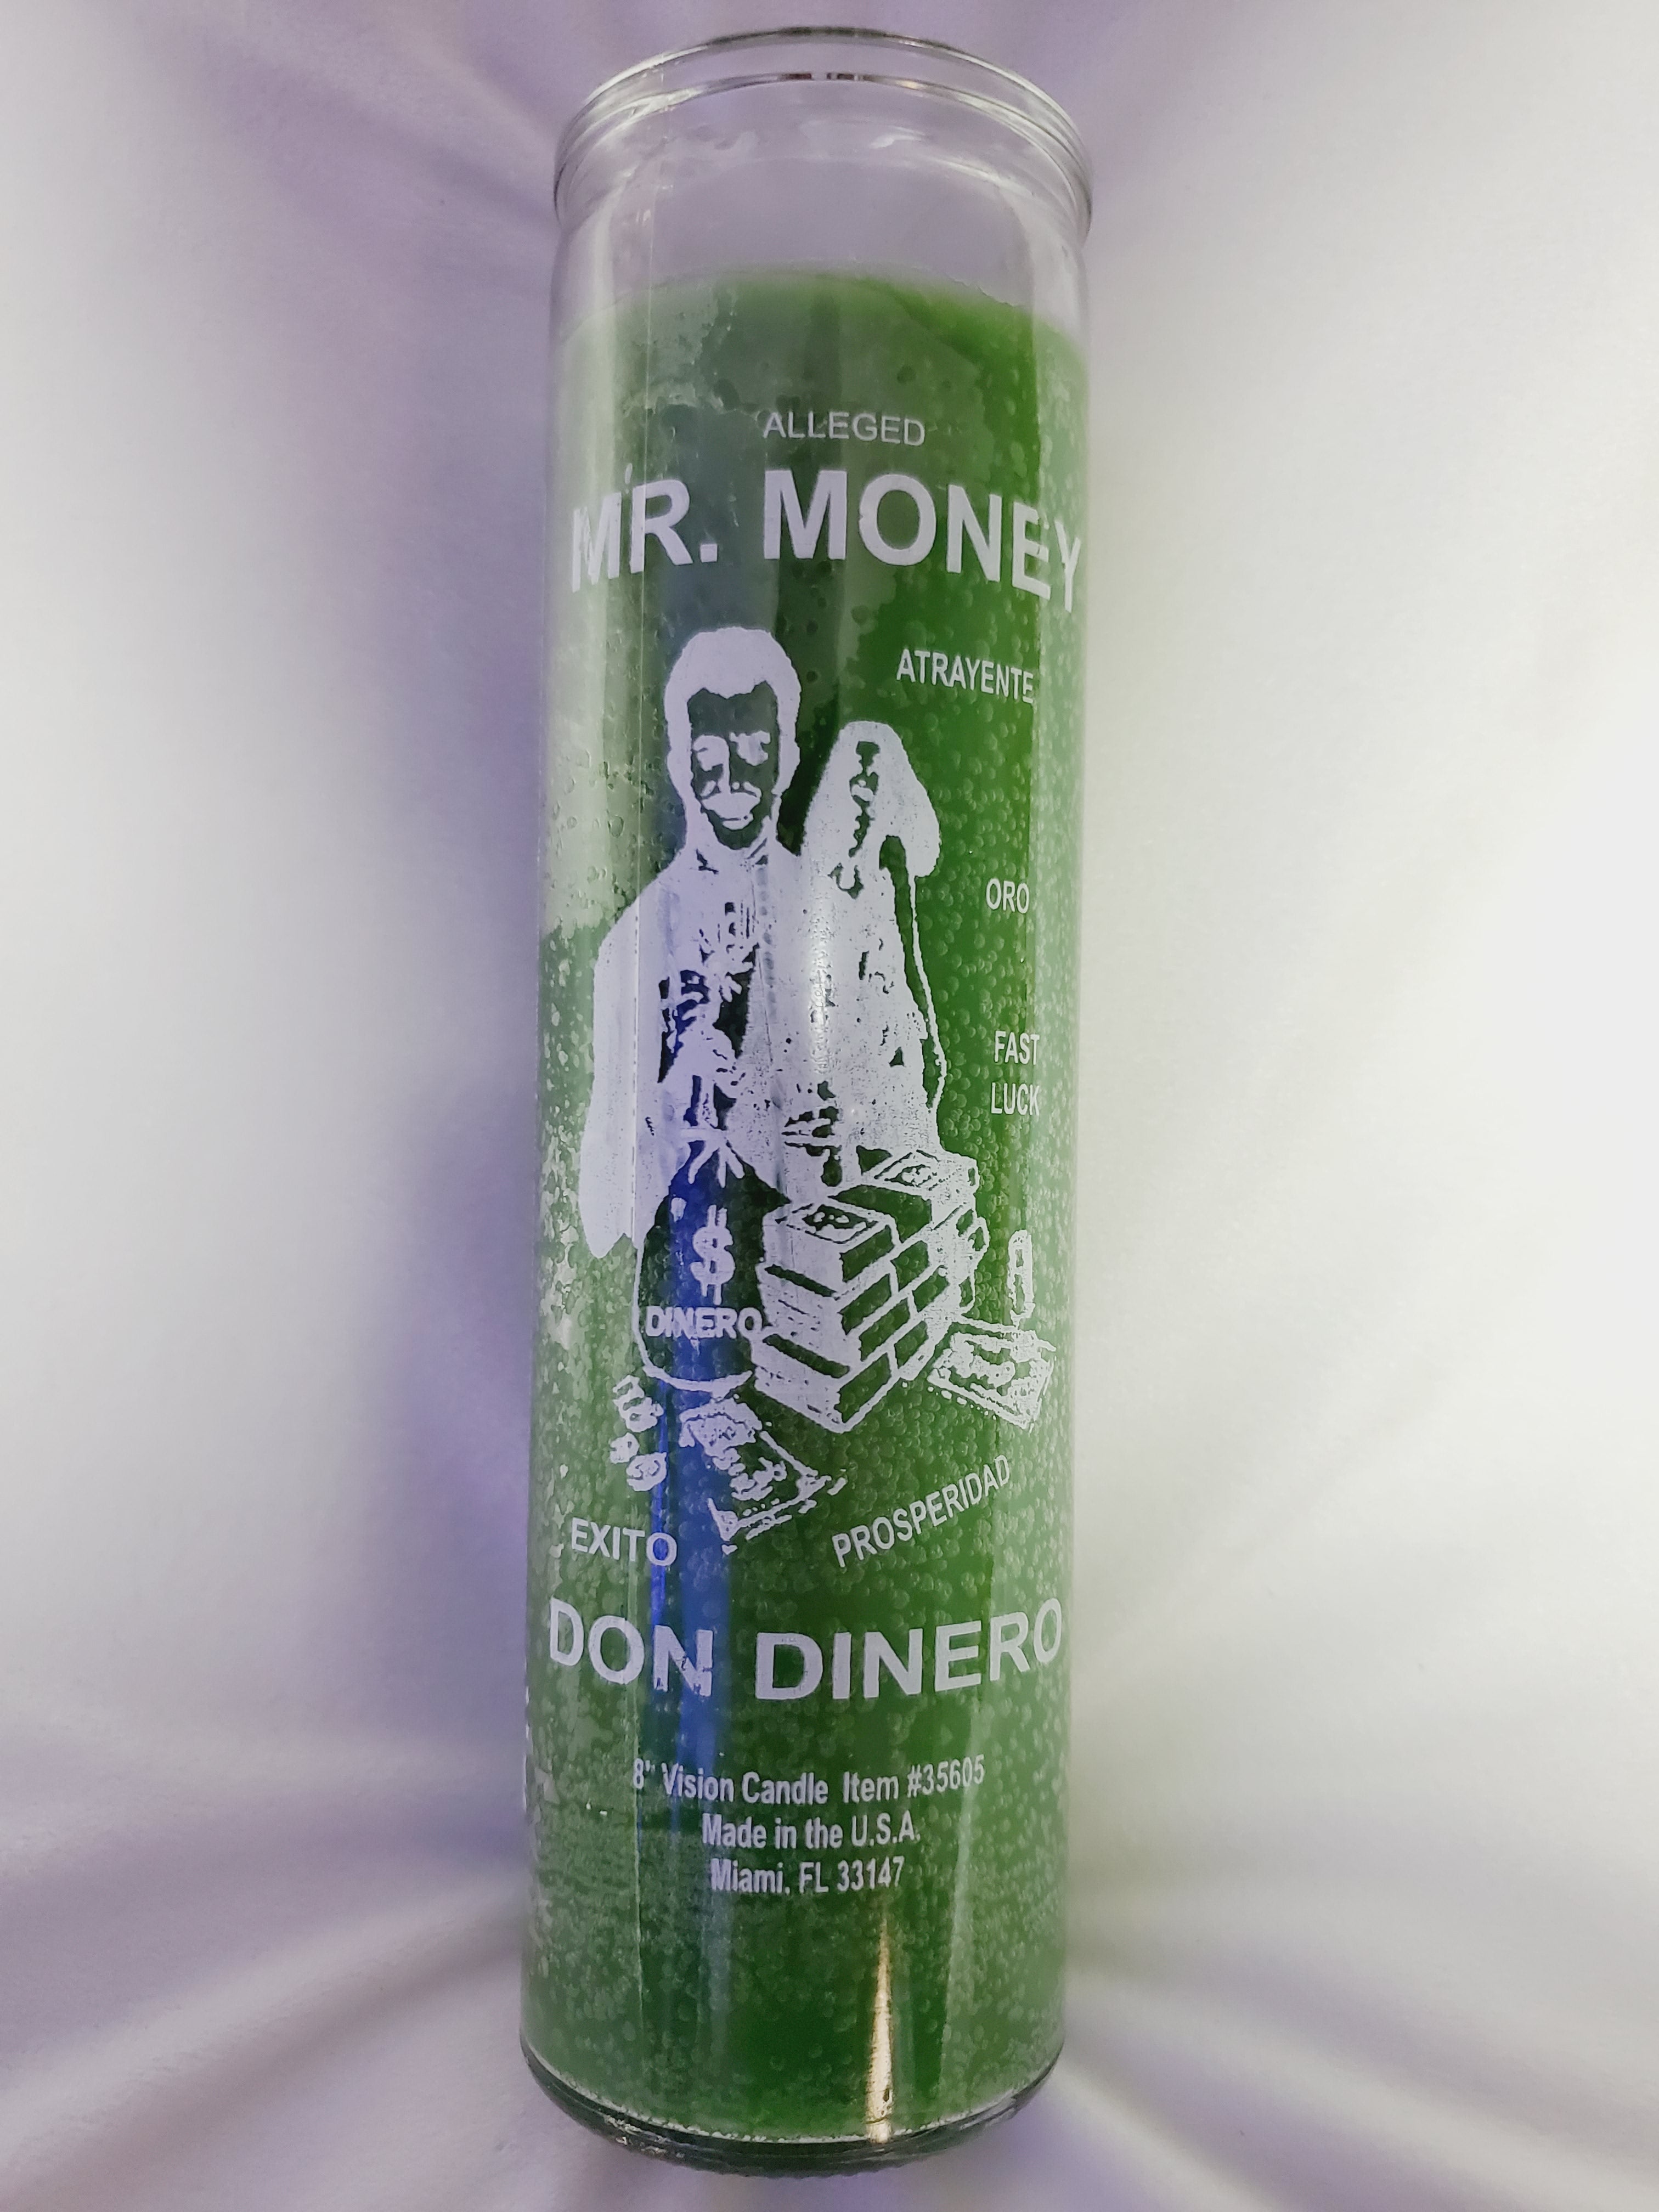 ALLEGED
MR. MONEY
ATRAYENTE
ORO
FAST
LUCK
$
DINERO
EXITO
PROSPERIDAD
DON DINERO
8" Vision Candle Item #35605
Made in the U.S.A.
Miami, FL 33147